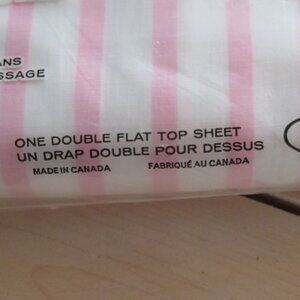 ANS
SSAGE
ONE DOUBLE FLAT TOP SHEET
UN DRAP DOUBLE POUR DESSUS
MADE IN CANADA FABRIQUÉ AU CANADA